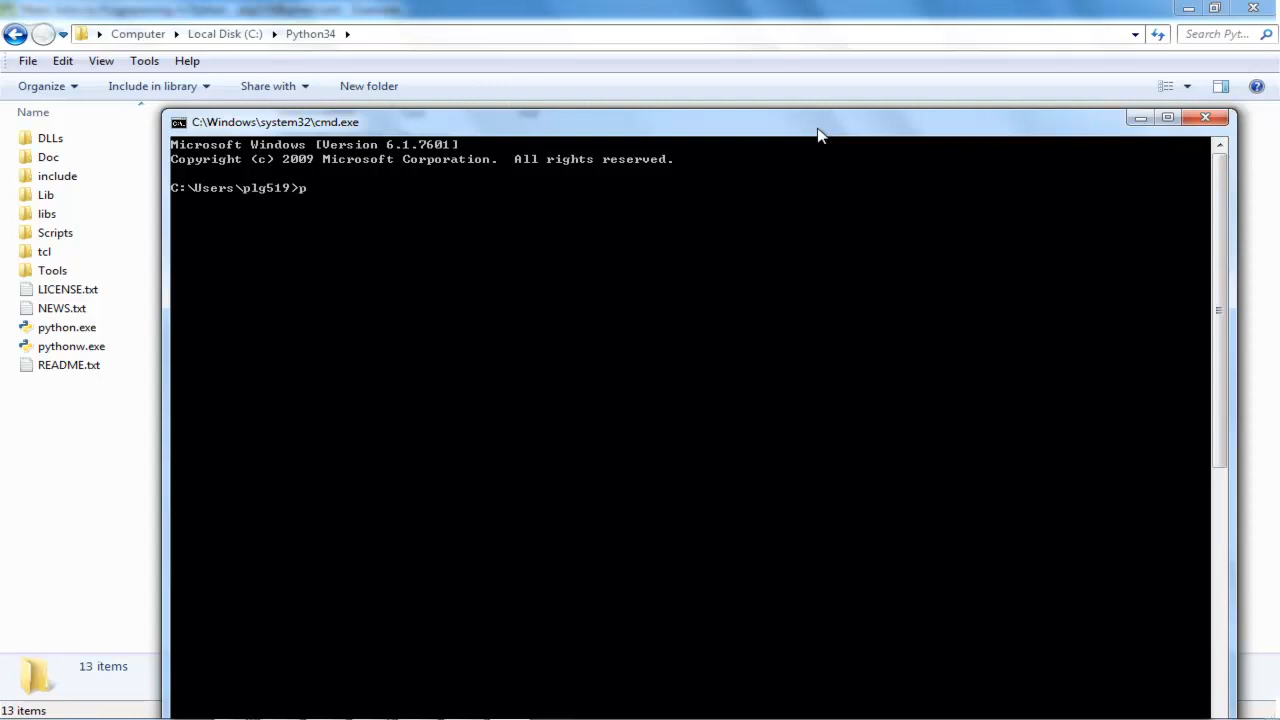 Computer Local Disk (C:) Python34
Search Pyt...
File Edit View Tools Help
Organize Include in library Share with New folder
Name
DLLs
Doc
include
Lib
libs
Scripts
tcl
Tools
LICENSE.txt
NEWS.txt
python.exe
pythonw.exe
README.txt
C:\Windows\system32\cmd.exe
Microsoft Windows [Version 6.1.7601]
Copyright (c) 2009 Microsoft Corporation. All rights reserved.
C:\Users\plg519>p
13 items
13 items